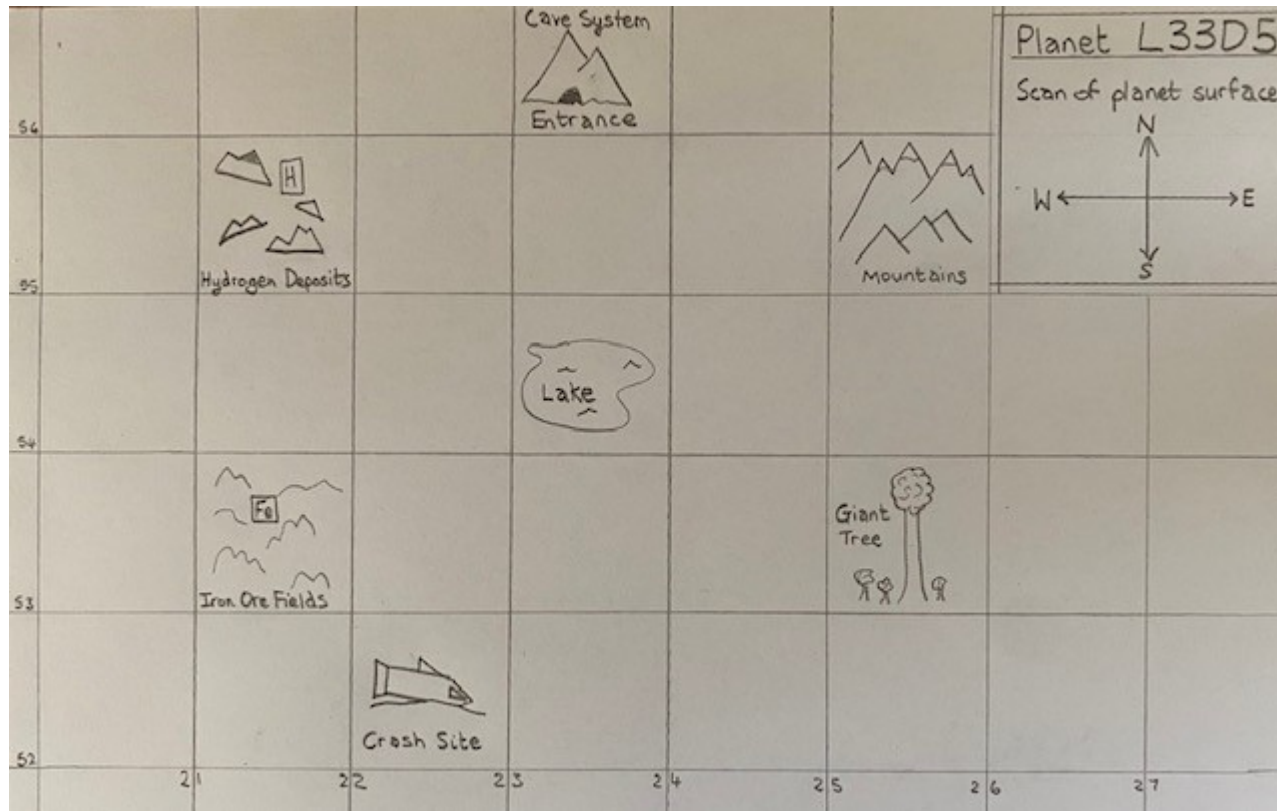 Cave System
Entrance
Planet L33D5
Scan of planet surface
N
W
E
S
56
H
Hydrogen Deposits
Mountains
55
Lake
54
Fe
Iron Ore Fields
Giant
Tree
53
Crash Site
52
21
22
23
24
25
26
27